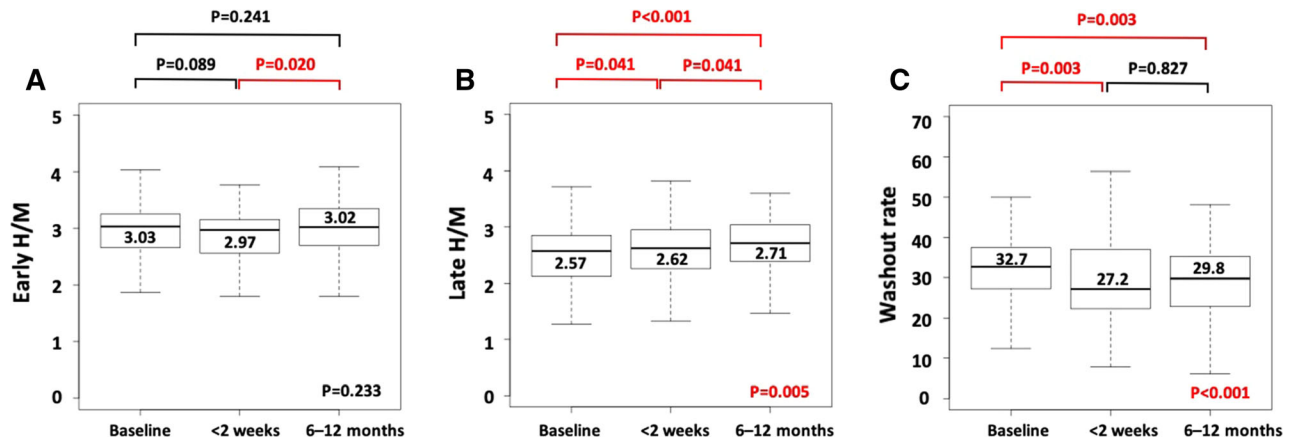 P=0.241
P=0.089 P=0.020
A
Early H/M
5
4
3
2
1
0
3.03
2.97
3.02
P=0.233
Baseline <2 weeks 6–12 months
P<0.001
P=0.041 P=0.041
B
Late H/M
5
4
3
2
1
0
2.57
2.62
2.71
P=0.005
Baseline <2 weeks 6–12 months
P=0.003
P=0.003 P=0.827
C
Washout rate
70
60
50
40
30
20
10
0
32.7
27.2
29.8
P<0.001
Baseline <2 weeks 6–12 months